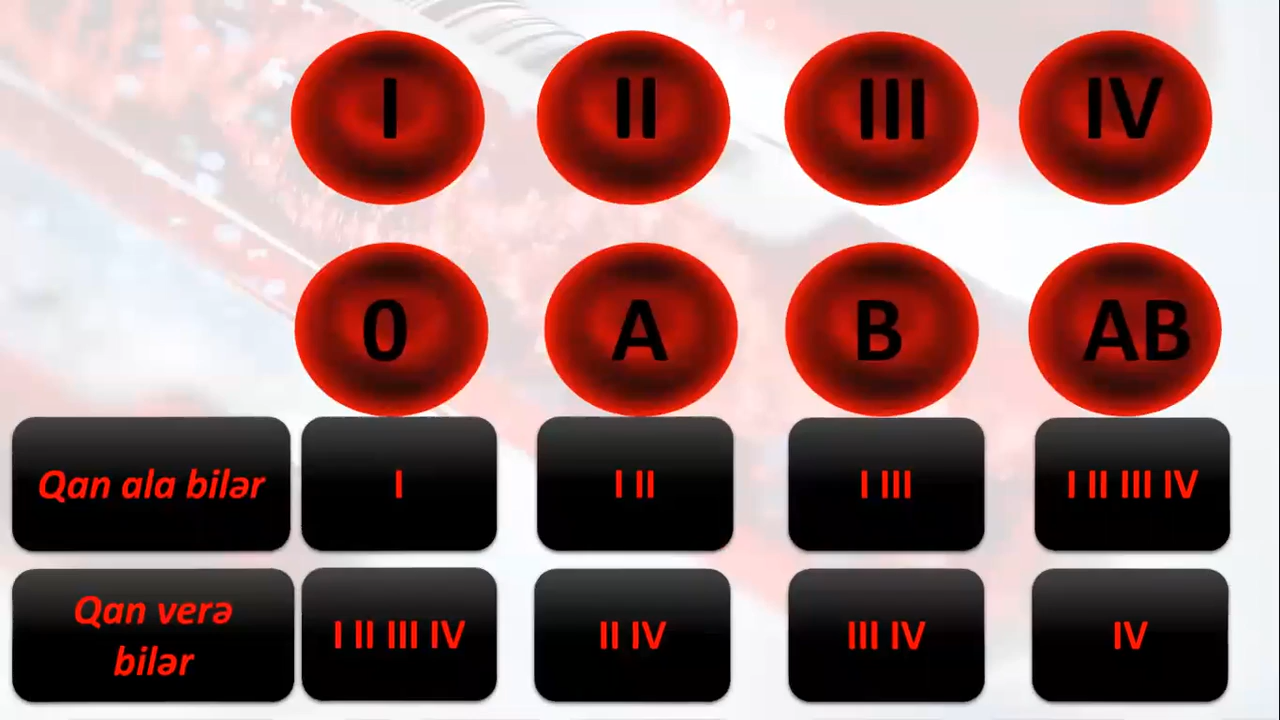 I II III IV
0 A B AB
Qan ala bilər I I II I III I II III IV
Qan verə
bilər I II III IV II IV III IV IV